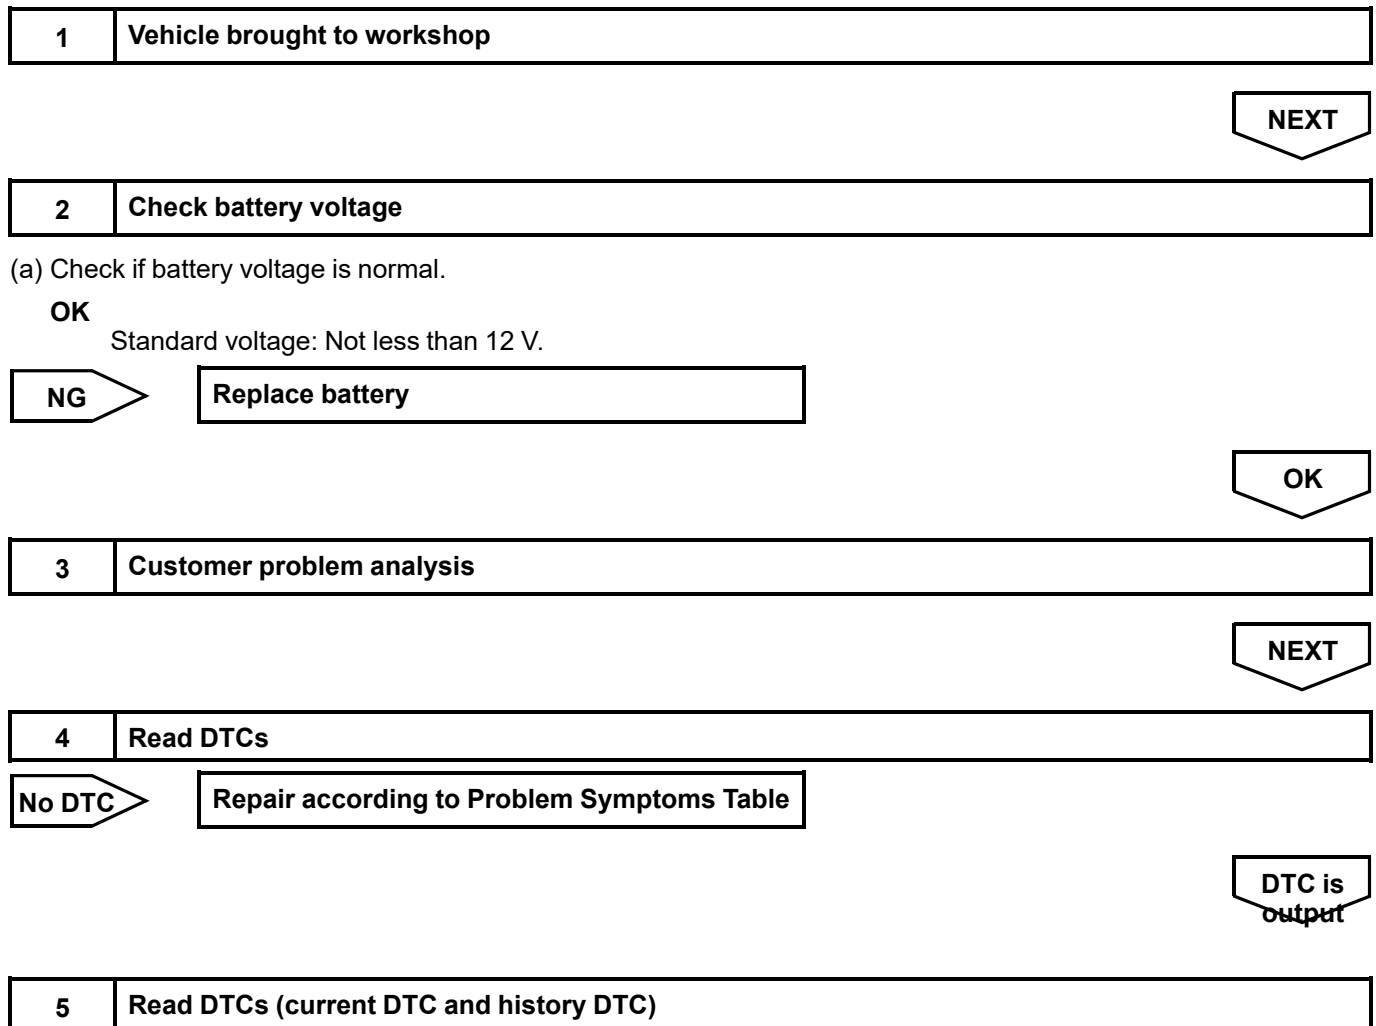 1 Vehicle brought to workshop
NEXT
2 Check battery voltage
(a) Check if battery voltage is normal.
OK
Standard voltage: Not less than 12 V.
NG Replace battery
OK
3 Customer problem analysis
NEXT
4 Read DTCs
No DTC Repair according to Problem Symptoms Table
DTC is
output
5 Read DTCs (current DTC and history DTC)